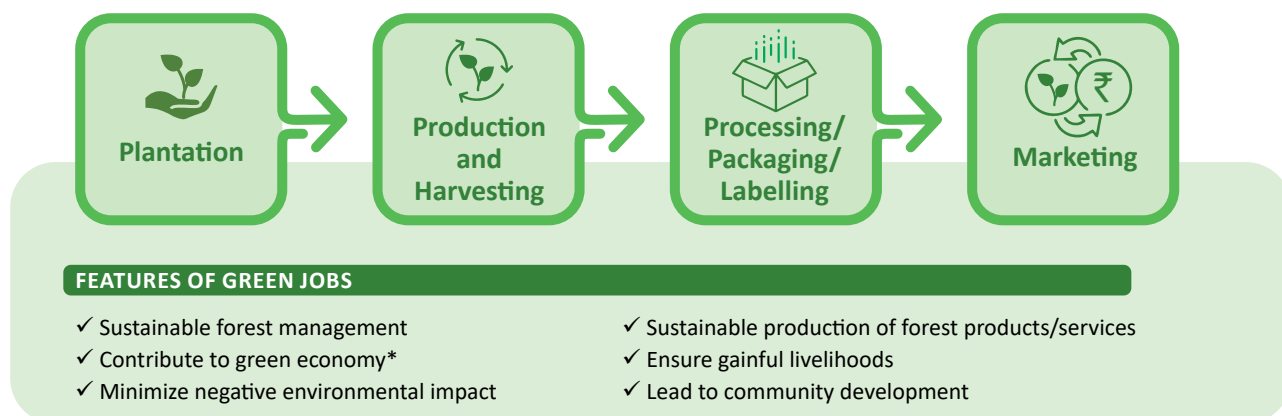 Plantation
Production
and
Harvesting
Processing/
Packaging/
Labelling
₹
Marketing
FEATURES OF GREEN JOBS
✓ Sustainable forest management
✓ Contribute to green economy*
✓ Minimize negative environmental impact
✓ Sustainable production of forest products/services
✓ Ensure gainful livelihoods
✓ Lead to community development